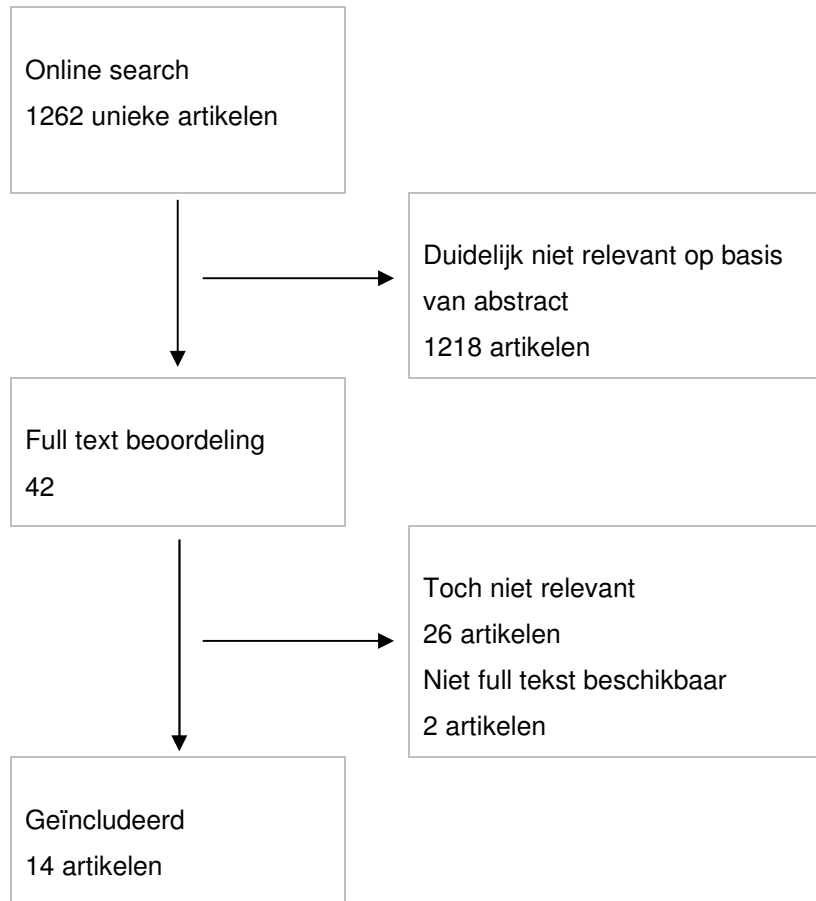 Online search
1262 unieke artikelen
Duidelijk niet relevant op basis
van abstract
1218 artikelen
Full text beoordeling
42
Toch niet relevant
26 artikelen
Niet full tekst beschikbaar
2 artikelen
Geïncludeerd
14 artikelen